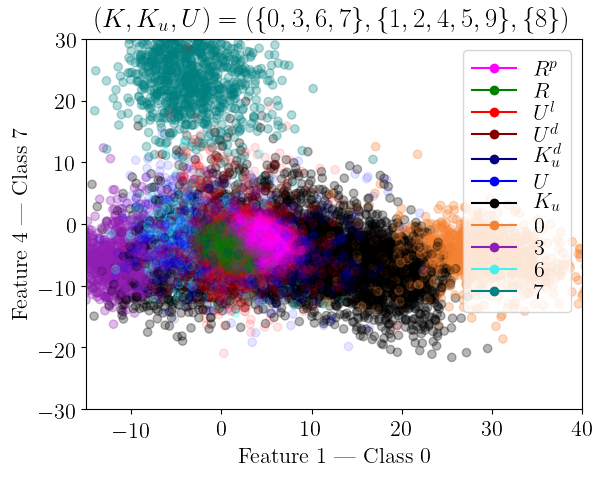 (K, K_u, U) = ({0, 3, 6, 7}, {1, 2, 4, 5, 9}, {8})
30
20
10
0
−10
−20
−30
Feature 4 — Class 7
R^p
R
U^l
U^d
K_u^d
U
K_u
0
3
6
7
−10
0
10
20
30
40
Feature 1 — Class 0